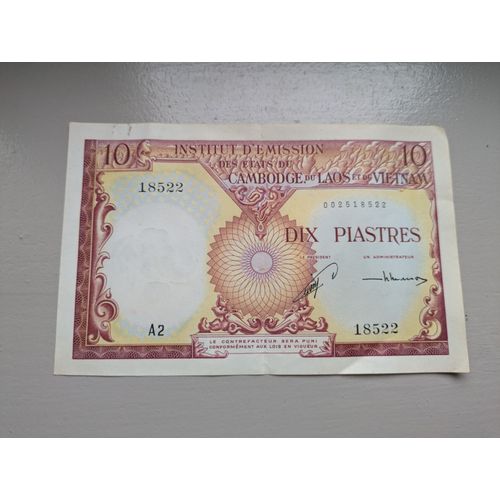 10 INSTITUT D'EMISSION 10
DES ETATS DU
CAMBODGE, DU LAOS ET DU VIETNAM
18522
002518522
DIX PIASTRES
LE PRESIDENT UN ADMINISTRATEUR
A2
18522
LE CONTREFACTEUR SERA PUNI
CONFORMÉMENT AUX LOIS EN VIGUEUR